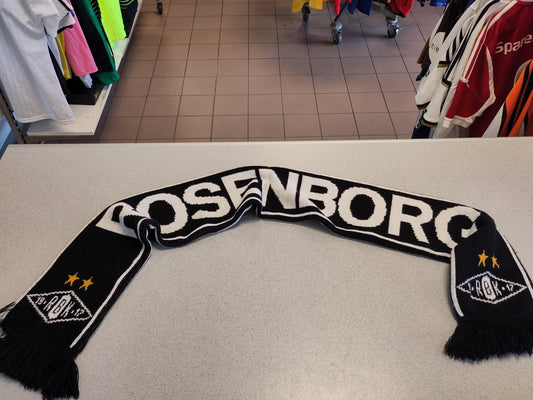 ROSENBORG
19 RBK 17
19 RBK 17
Spare